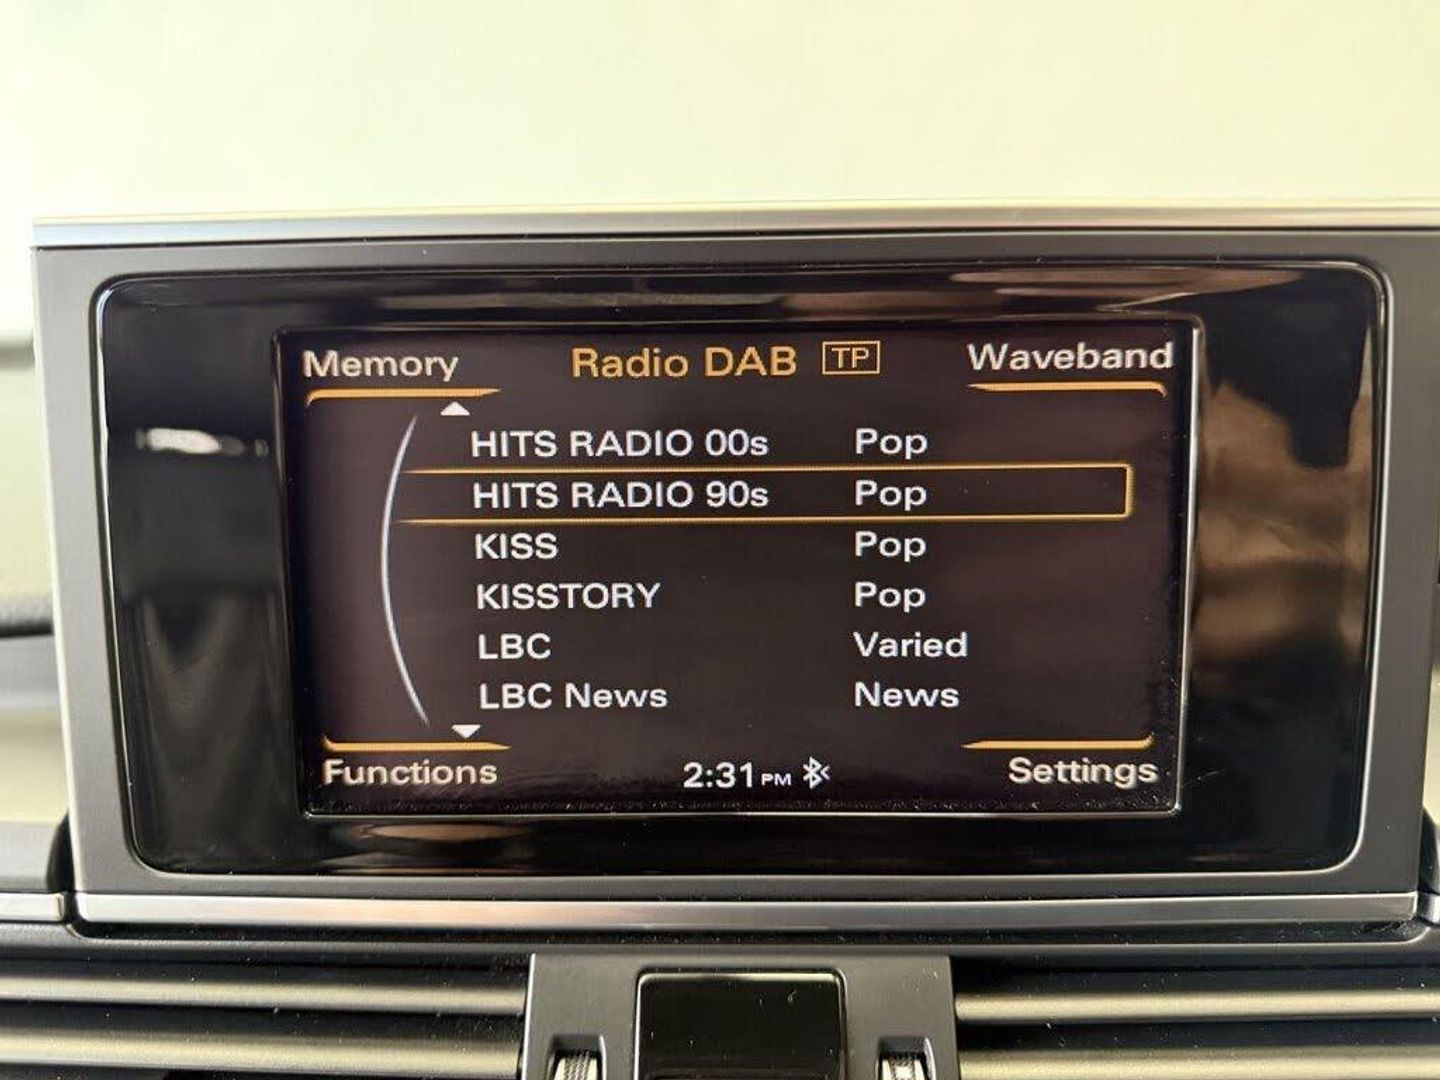 Memory Radio DAB TP Waveband
HITS RADIO 00s Pop
HITS RADIO 90s Pop
KISS Pop
KISSTORY Pop
LBC Varied
LBC News News
Functions 2:31 PM Settings